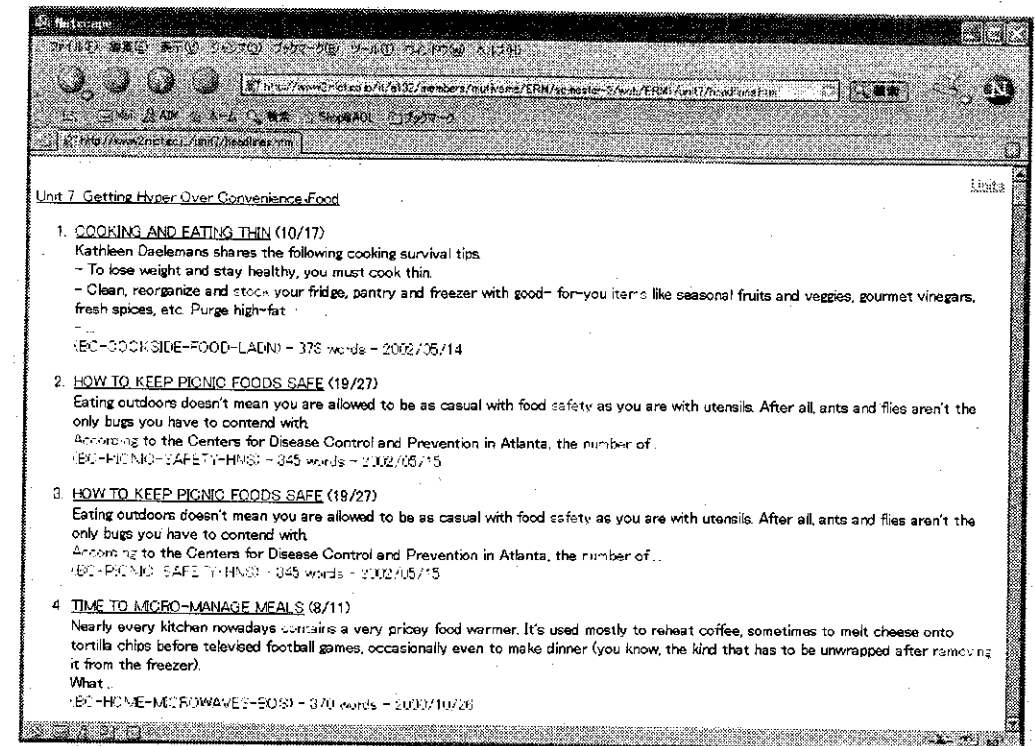 Netscape
検索
Units
Unit 7 Getting Hyper Over Convenience Food
1. COOKING AND EATING THIN (10/17)
Kathleen Daelemans shares the following cooking survival tips.
- To lose weight and stay healthy, you must cook thin.
- Clean, reorganize and stock your fridge, pantry and freezer with good- for-you items like seasonal fruits and veggies, gourmet vinegars,
fresh spices, etc. Purge high-fat
- ...
(BC-COOKSIDE-FOOD-LADN) - 378 words - 2002/05/14
2. HOW TO KEEP PICNIC FOODS SAFE (19/27)
Eating outdoors doesn't mean you are allowed to be as casual with food safety as you are with utensils. After all, ants and flies aren't the
only bugs you have to contend with.
According to the Centers for Disease Control and Prevention in Atlanta, the number of...
(BC-PICNIC-SAFETY-HNS) - 345 words - 2002/05/15
3. HOW TO KEEP PICNIC FOODS SAFE (19/27)
Eating outdoors doesn't mean you are allowed to be as casual with food safety as you are with utensils. After all, ants and flies aren't the
only bugs you have to contend with.
According to the Centers for Disease Control and Prevention in Atlanta, the number of...
(BC-PICNIC-SAFETY-HNS) - 345 words - 2002/05/15
4 TIME TO MICRO-MANAGE MEALS (8/11)
Nearly every kitchen nowadays contains a very pricey food warmer. It's used mostly to reheat coffee, sometimes to melt cheese onto
tortilla chips before televised football games, occasionally even to make dinner (you know, the kind that has to be unwrapped after removing
it from the freezer).
What...
(BC-HOME-MICROWAVES-BOS) - 370 words - 2000/10/26